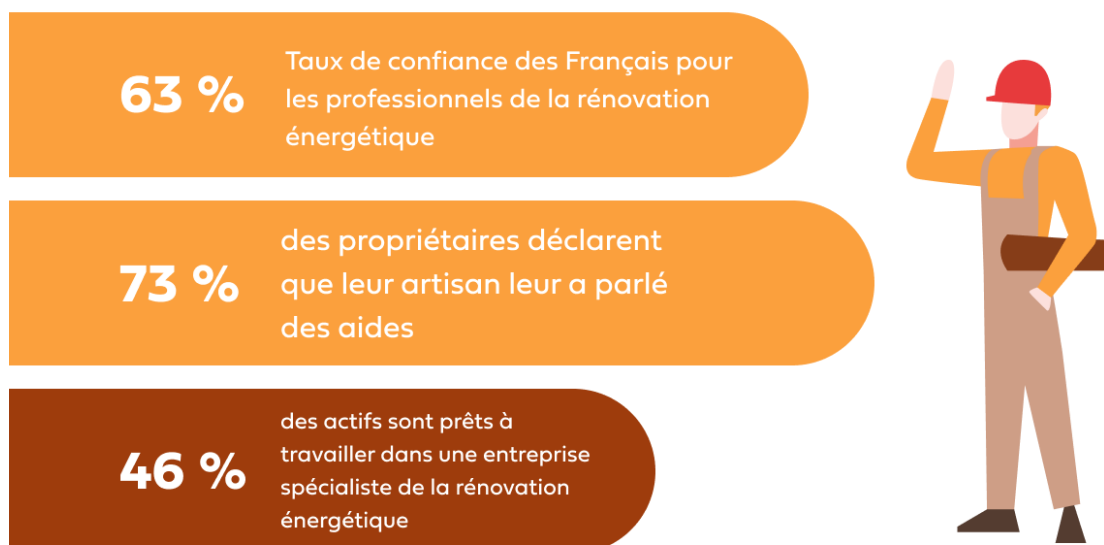 63 %
Taux de confiance des Français pour
les professionnels de la rénovation
énergétique
73 %
des propriétaires déclarent
que leur artisan leur a parlé
des aides
46 %
des actifs sont prêts à
travailler dans une entreprise
spécialiste de la rénovation
énergétique